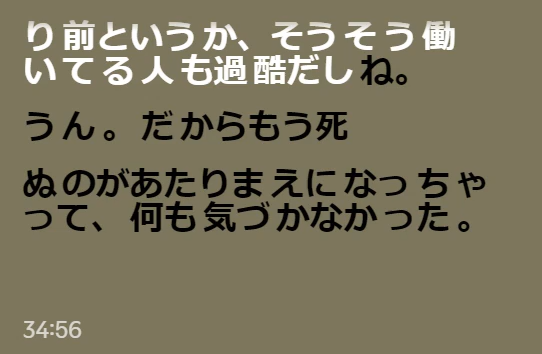 り前というか、そうそう働
いてる人も過酷だしね。
うん。だからもう死
ぬのがあたりまえになっちゃ
って、何も気づかなかった。
34:56